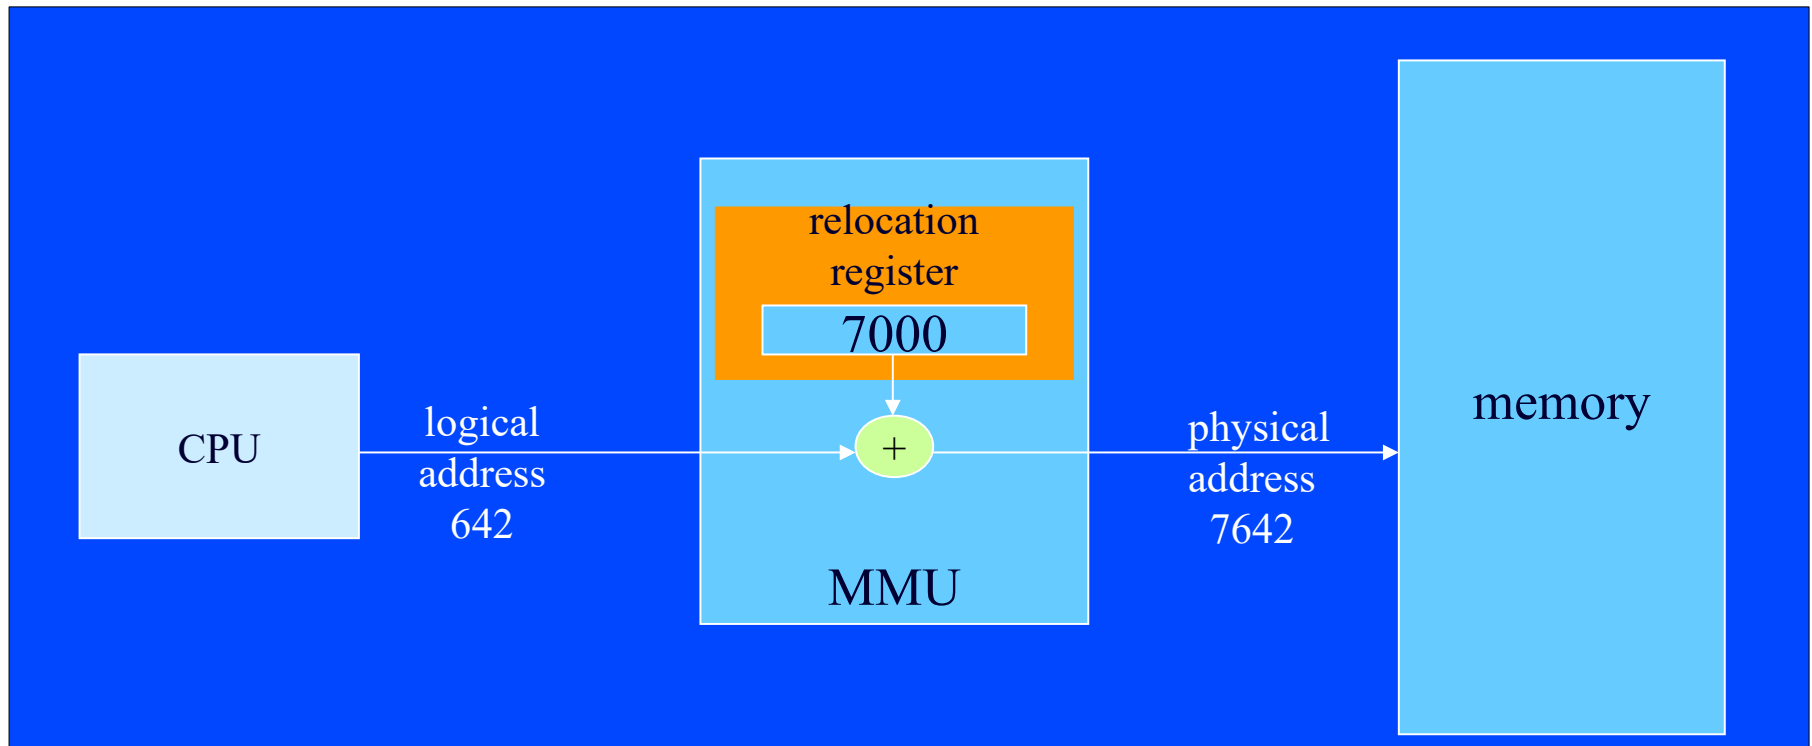 relocation
register
7000
CPU
logical
address
642
+
physical
address
7642
memory
MMU